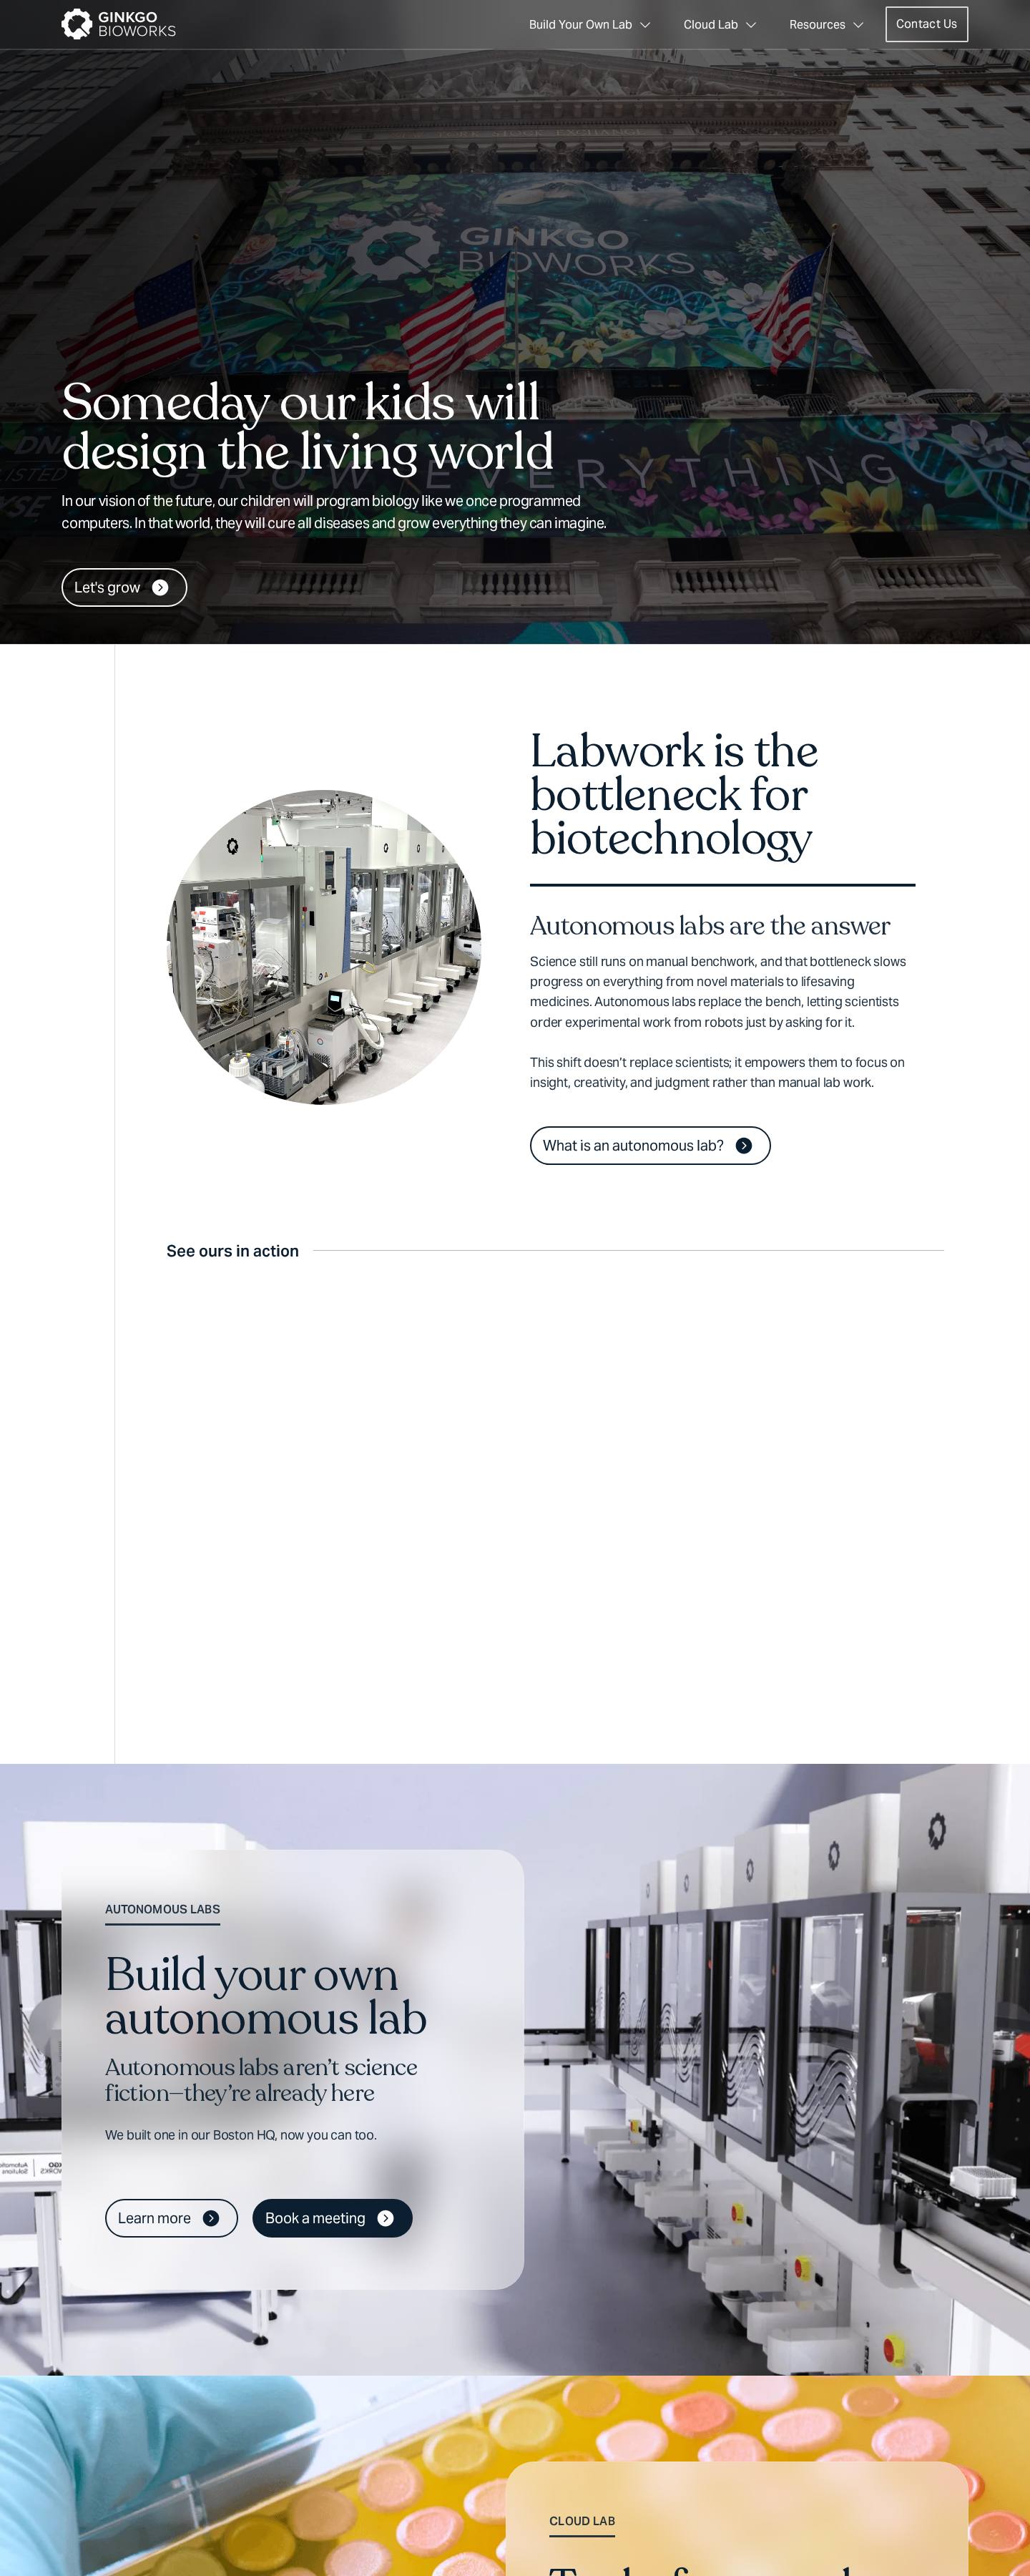 GINKGO
BIOWORKS
Build Your Own Lab
Cloud Lab
Resources
Contact Us
STOCK EXCHANGE
GINKGO
BIOWORKS
Someday our kids will
design the living world
EVERYTHING
In our vision of the future, our children will program biology like we once programmed
computers. In that world, they will cure all diseases and grow everything they can imagine.
Let's grow
Labwork is the
bottleneck for
biotechnology
Autonomous labs are the answer
Science still runs on manual benchwork, and that bottleneck slows
progress on everything from novel materials to lifesaving
medicines. Autonomous labs replace the bench, letting scientists
order experimental work from robots just by asking for it.
This shift doesn’t replace scientists; it empowers them to focus on
insight, creativity, and judgment rather than manual lab work.
What is an autonomous lab?
See ours in action
AUTONOMOUS LABS
Build your own
autonomous lab
Autonomous labs aren’t science
fiction—they’re already here
We built one in our Boston HQ, now you can too.
Learn more
Book a meeting
CLOUD LAB